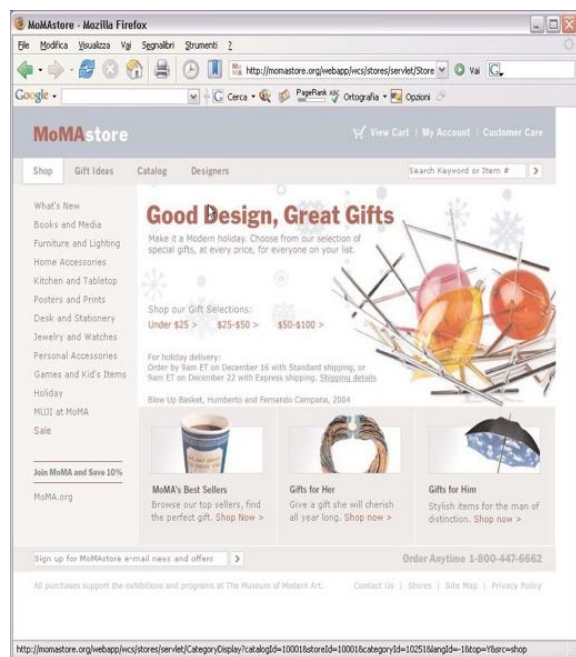 MoMAstore - Mozilla Firefox
File Modifica Visualizza Vai Segnalibri Strumenti ?
http://momastore.org/webapp/wcs/stores/servlet/Store Vai G
Google - G Cerca PageRank ABC Ortografia Opzioni
MoMAstore
View Cart | My Account | Customer Care
Shop Gift Ideas Catalog Designers Search Keyword or Item # >
What's New
Books and Media
Furniture and Lighting
Home Accessories
Kitchen and Tabletop
Posters and Prints
Desk and Stationery
Jewelry and Watches
Personal Accessories
Games and Kid's Items
Holiday
MUJI at MoMA
Sale
Join MoMA and Save 10%
MoMA.org
Good Design, Great Gifts
Make it a Modern holiday. Choose from our selection of
special gifts, at every price, for everyone on your list.
Shop our Gift Selections:
Under $25 > $25-$50 > $50-$100 >
For holiday delivery:
Order by 9am ET on December 16 with Standard shipping, or
9am ET on December 22 with Express shipping. Shipping details
Blow Up Basket, Humberto and Fernando Campana, 2004
MoMA's Best Sellers
Browse our top sellers, find
the perfect gift. Shop Now >
Gifts for Her
Give a gift she will cherish
all year long. Shop now >
Gifts for Him
Stylish items for the man of
distinction. Shop now >
Sign up for MoMAstore e-mail news and offers >
Order Anytime 1-800-447-6662
All purchases support the exhibitions and programs at The Museum of Modern Art.
Contact Us | Stores | Site Map | Privacy Policy
http://momastore.org/webapp/wcs/stores/servlet/CategoryDisplay?catalogId=10001&storeId=10001&categoryId=10251&langId=-1&top=Y&src=shop